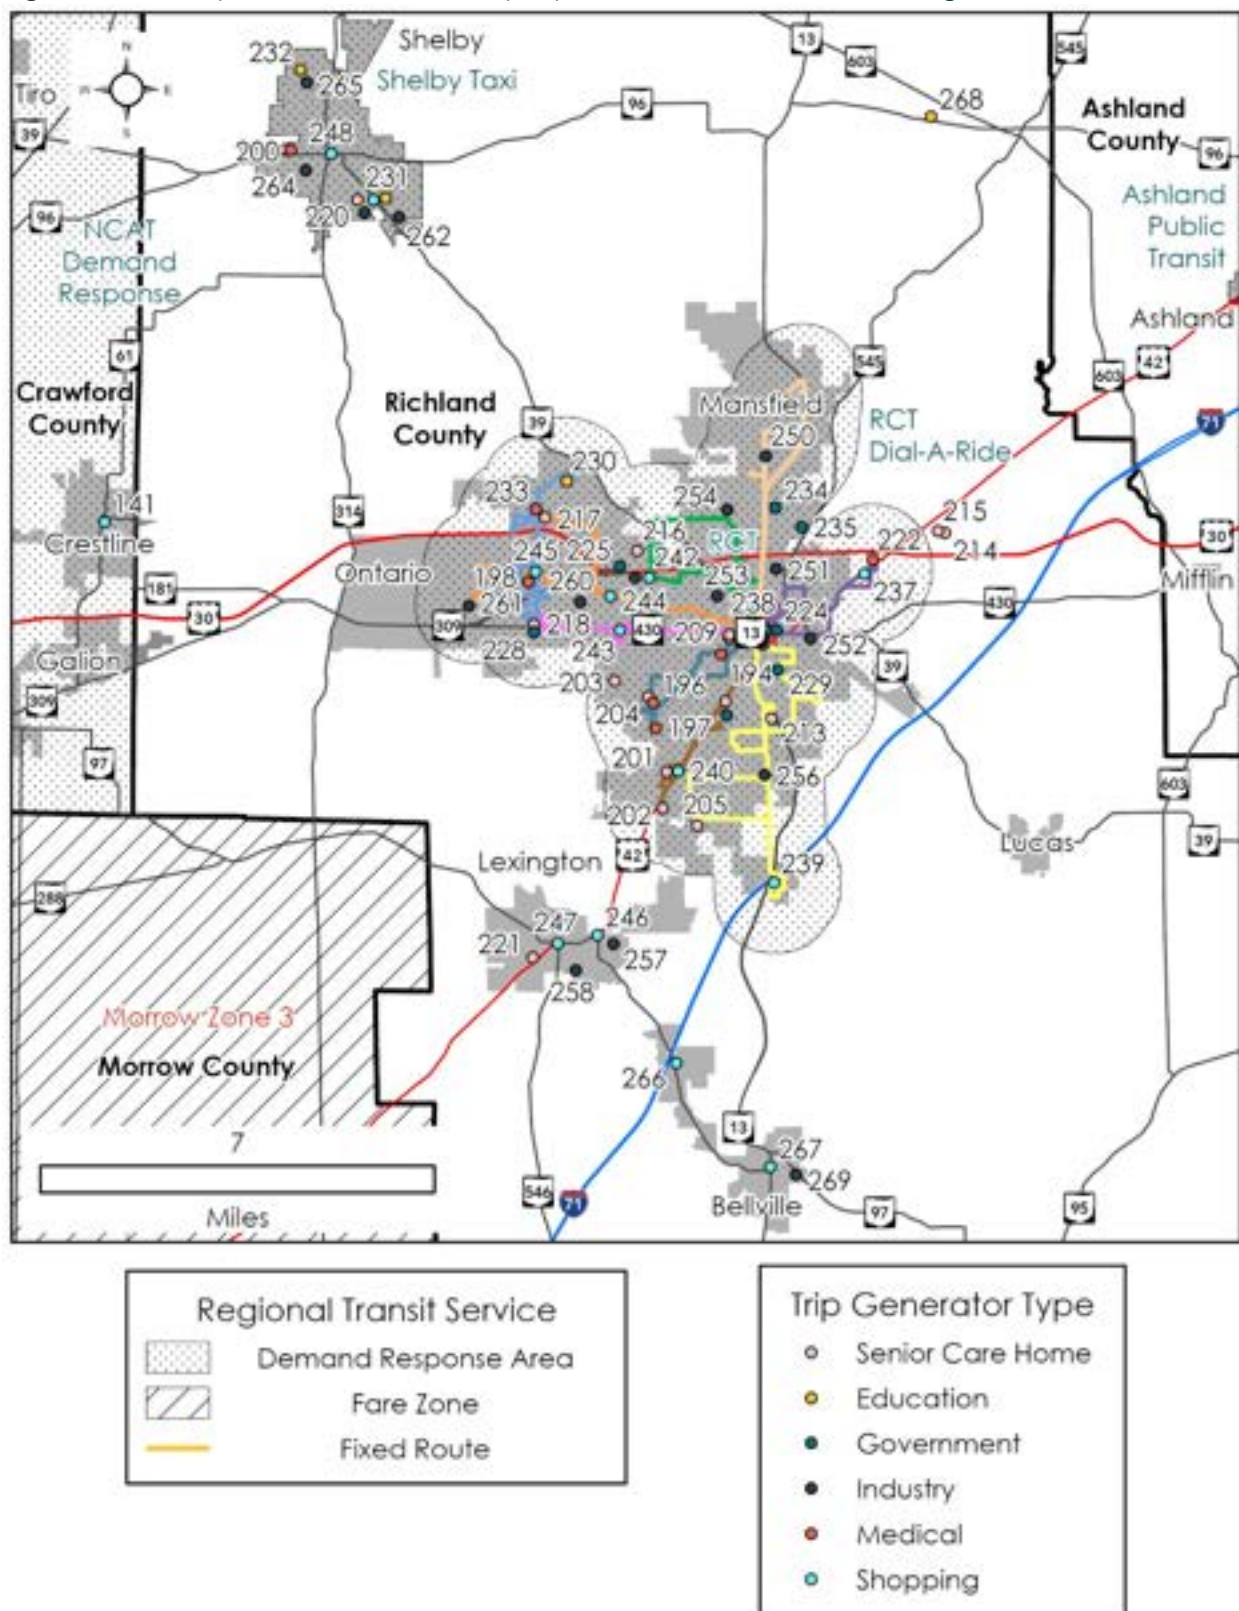 N
W
E
S
Shelby
Shelby Taxi
232
265
13
603
545
Tiro
39
96
268
Ashland
County
248
200
96
264
231
220
262
96
NCAT
Demand
Response
Ashland
Public
Transit
Ashland
61
545
603
42
Crawford
County
Richland
County
39
Mansfield
RCT
Dial-A-Ride
71
250
230
233
254
234
141
314
217
216
235
215
Crestline
245
225
RCT
222
214
30
Ontario
198
260
242
253
251
237
Mifflin
181
30
261
244
238
224
430
309
218
430
209
13
228
243
252
Galion
203
196
194
229
39
309
204
197
213
97
201
240
256
603
202
205
Lexington
42
239
Lucas
39
288
247
246
221
257
258
Morrow Zone 3
Morrow County
266
7
13
267
269
546
71
Bellville
97
95
Miles
Regional Transit Service
Demand Response Area
Fare Zone
Fixed Route
Trip Generator Type
Senior Care Home
Education
Government
Industry
Medical
Shopping